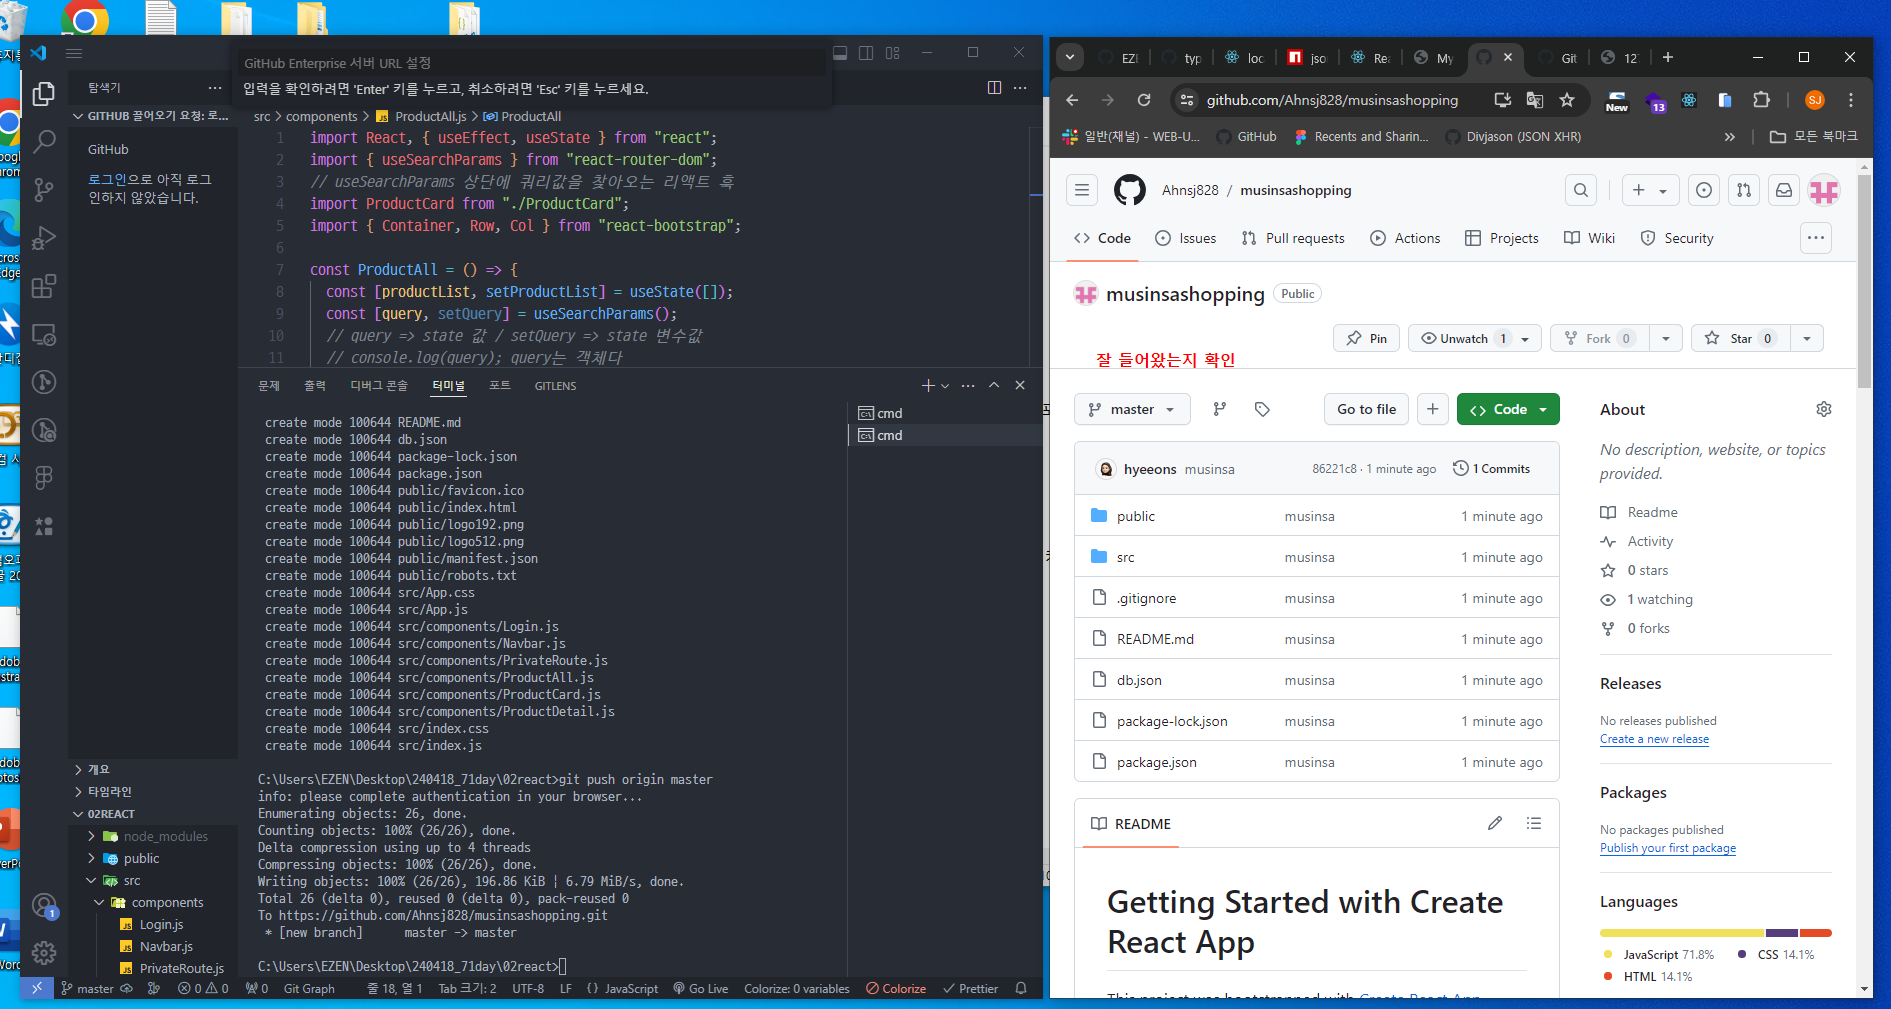 GitHub Enterprise 서버 URL 설정
입력을 확인하려면 'Enter' 키를 누르고, 취소하려면 'Esc' 키를 누르세요.
탐색기
GITHUB 끌어오기 요청: 로...
GitHub
로그인으로 아직 로그
인하지 않았습니다.
개요
타임라인
02REACT
node_modules
public
src
components
Login.js
Navbar.js
PrivateRoute.js
src > components > JS ProductAll.js > ProductAll
1 import React, { useEffect, useState } from "react";
2 import { useSearchParams } from "react-router-dom";
3 // useSearchParams 상단에 쿼리값을 찾아오는 리액트 훅
4 import ProductCard from "./ProductCard";
5 import { Container, Row, Col } from "react-bootstrap";
6
7 const ProductAll = () => {
8 const [productList, setProductList] = useState([]);
9 const [query, setQuery] = useSearchParams();
10 // query => state 값 / setQuery => state 변수값
11 // console.log(query); query는 객체다
문제 출력 디버그 콘솔 터미널 포트 GITLENS
cmd
cmd
create mode 100644 README.md
create mode 100644 db.json
create mode 100644 package-lock.json
create mode 100644 package.json
create mode 100644 public/favicon.ico
create mode 100644 public/index.html
create mode 100644 public/logo192.png
create mode 100644 public/logo512.png
create mode 100644 public/manifest.json
create mode 100644 public/robots.txt
create mode 100644 src/App.css
create mode 100644 src/App.js
create mode 100644 src/components/Login.js
create mode 100644 src/components/Navbar.js
create mode 100644 src/components/PrivateRoute.js
create mode 100644 src/components/ProductAll.js
create mode 100644 src/components/ProductCard.js
create mode 100644 src/components/ProductDetail.js
create mode 100644 src/index.css
create mode 100644 src/index.js
C:\Users\EZEN\Desktop\240418_71day\02react>git push origin master
info: please complete authentication in your browser...
Enumerating objects: 26, done.
Counting objects: 100% (26/26), done.
Delta compression using up to 4 threads
Compressing objects: 100% (26/26), done.
Writing objects: 100% (26/26), 196.86 KiB | 6.79 MiB/s, done.
Total 26 (delta 0), reused 0 (delta 0), pack-reused 0
To https://github.com/Ahnsj828/musinsashopping.git
* [new branch] master -> master
C:\Users\EZEN\Desktop\240418_71day\02react>
master 0 0 0 Git Graph 줄 18, 열 1 Tab 크기: 2 UTF-8 LF {} JavaScript Go Live Colorize: 0 variables Colorize Prettier
EZE typ loc jso Rea My Git 12
github.com/Ahnsj828/musinsashopping New 13 SJ
일반(채널) - WEB-U... GitHub Recents and Sharin... Divjason (JSON XHR) 모든 북마크
Ahnsj828 / musinsashopping
Code Issues Pull requests Actions Projects Wiki Security
musinsashopping Public
Pin Unwatch 1 Fork 0 Star 0
잘 들어왔는지 확인
master Go to file Code
hyeeons musinsa 86221c8 · 1 minute ago 1 Commits
public musinsa 1 minute ago
src musinsa 1 minute ago
.gitignore musinsa 1 minute ago
README.md musinsa 1 minute ago
db.json musinsa 1 minute ago
package-lock.json musinsa 1 minute ago
package.json musinsa 1 minute ago
README
Getting Started with Create
React App
This project was bootstrapped with Create React App
About
No description, website, or topics
provided.
Readme
Activity
0 stars
1 watching
0 forks
Releases
No releases published
Create a new release
Packages
No packages published
Publish your first package
Languages
JavaScript 71.8% CSS 14.1%
HTML 14.1%